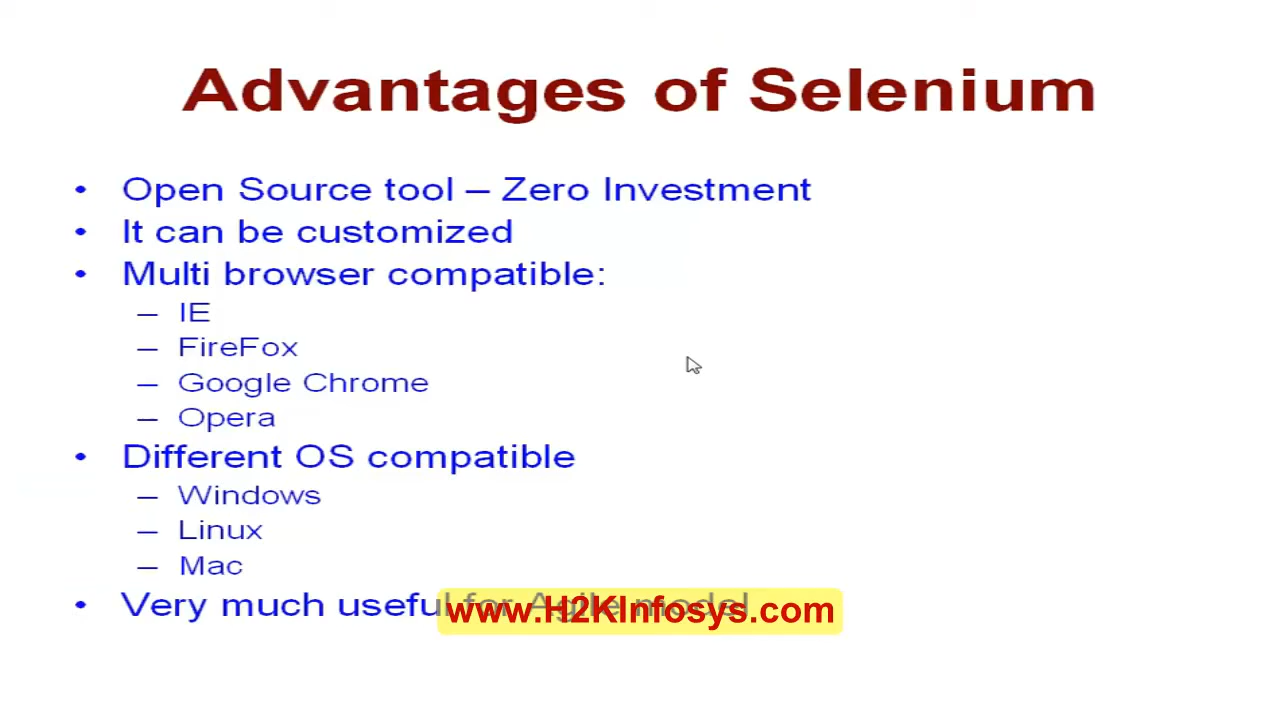 Advantages of Selenium
• Open Source tool – Zero Investment
• It can be customized
• Multi browser compatible:
– IE
– FireFox
– Google Chrome
– Opera
• Different OS compatible
– Windows
– Linux
– Mac
• Very much useful for Agile model
www.H2KInfosys.com